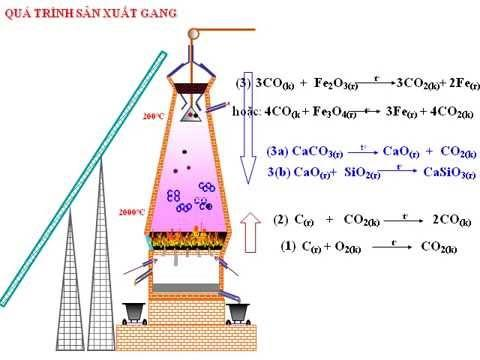 QUÁ TRÌNH SẢN XUẤT GANG
(3) 3CO(k) + Fe2O3(r) t° 3CO2(k)+ 2Fe(r)
hoặc: 4CO(k + Fe3O4(r) t° 3Fe(r) + 4CO2(k)
200°C
(3a) CaCO3(r) t° CaO(r) + CO2(k)
3(b) CaO(r)+ SiO2(r) t° CaSiO3(r)
2000°C
(2) C(r) + CO2(k) t° 2CO(k)
(1) C(r) + O2(k) t° CO2(k)